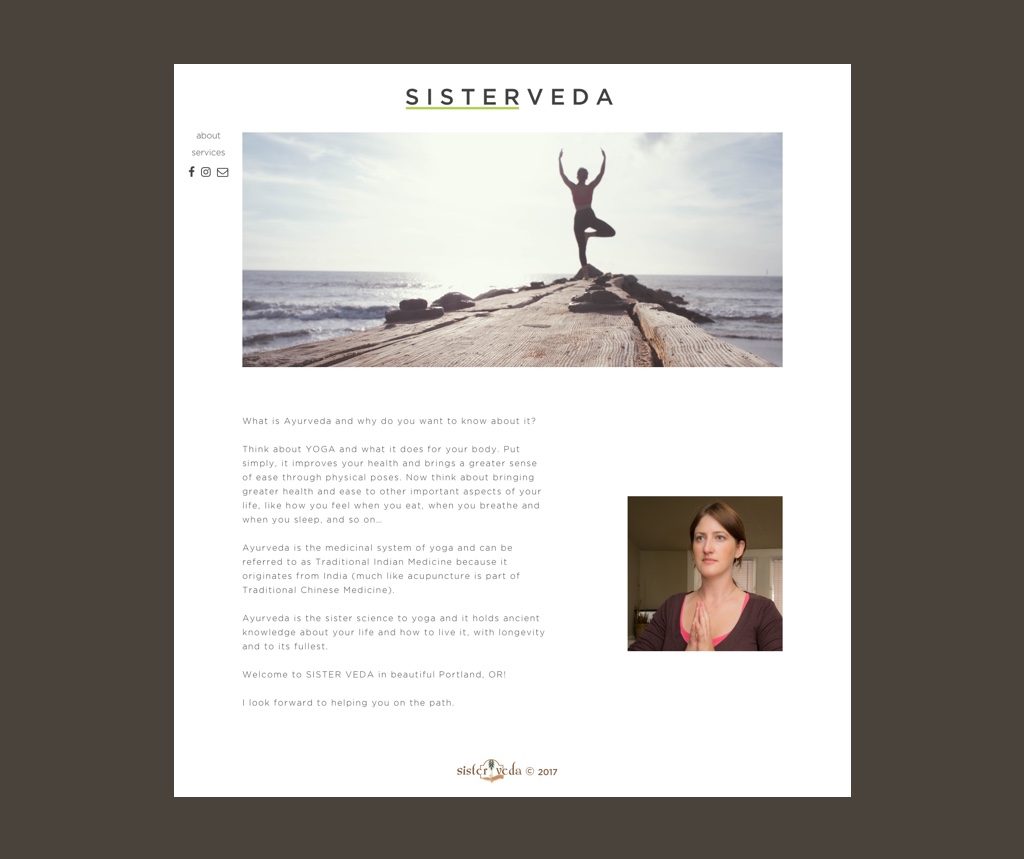 SISTERVEDA
about
services
What is Ayurveda and why do you want to know about it?
Think about YOGA and what it does for your body. Put
simply, it improves your health and brings a greater sense
of ease through physical poses. Now think about bringing
greater health and ease to other important aspects of your
life, like how you feel when you eat, when you breathe and
when you sleep, and so on...
Ayurveda is the medicinal system of yoga and can be
referred to as Traditional Indian Medicine because it
originates from India (much like acupuncture is part of
Traditional Chinese Medicine).
Ayurveda is the sister science to yoga and it holds ancient
knowledge about your life and how to live it, with longevity
and to its fullest.
Welcome to SISTER VEDA in beautiful Portland, OR!
I look forward to helping you on the path.
sister veda © 2017